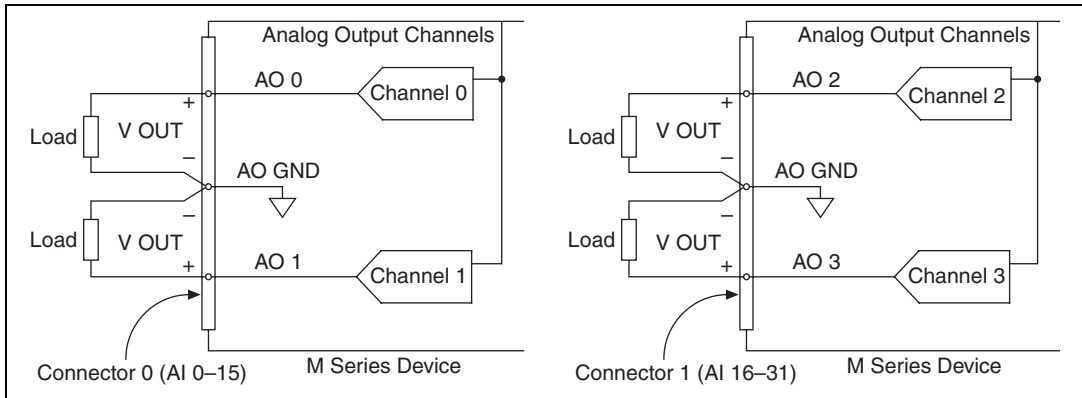 Analog Output Channels
AO 0
Channel 0
+
Load
V OUT
–
AO GND
–
Load
V OUT
+
AO 1
Channel 1
Connector 0 (AI 0–15)
M Series Device
Analog Output Channels
AO 2
Channel 2
+
Load
V OUT
–
AO GND
–
Load
V OUT
+
AO 3
Channel 3
Connector 1 (AI 16–31)
M Series Device